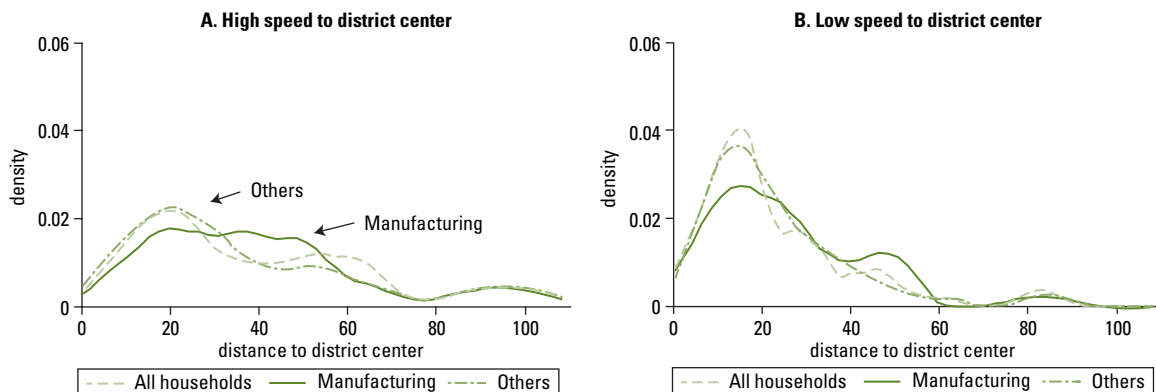 A. High speed to district center
0.06
0.04
0.02
0
density
Others
Manufacturing
0 20 40 60 80 100
distance to district center
All households Manufacturing Others
B. Low speed to district center
0.06
0.04
0.02
0
density
0 20 40 60 80 100
distance to district center
All households Manufacturing Others